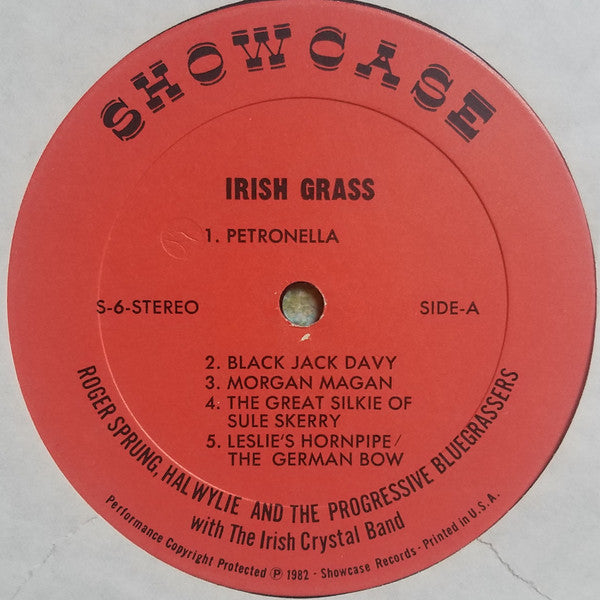 SHOWCASE
IRISH GRASS
1. PETRONELLA
S-6-STEREO
SIDE-A
2. BLACK JACK DAVY
3. MORGAN MAGAN
4. THE GREAT SILKIE OF
SULE SKERRY
5. LESLIE'S HORNPIPE/
THE GERMAN BOW
ROGER SPRUNG, HAL WYLIE AND THE PROGRESSIVE BLUEGRASSERS
with The Irish Crystal Band
Performance Copyright Protected ℗ 1982 - Showcase Records - Printed in U.S.A.